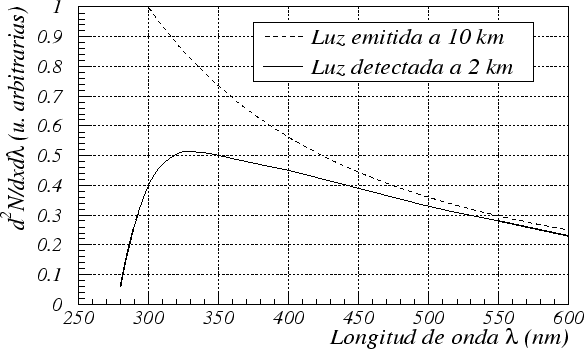 d²N/dxdλ (u. arbitrarias)
1
0.9
0.8
0.7
0.6
0.5
0.4
0.3
0.2
0.1
0
Luz emitida a 10 km
Luz detectada a 2 km
250 300 350 400 450 500 550 600
Longitud de onda λ (nm)